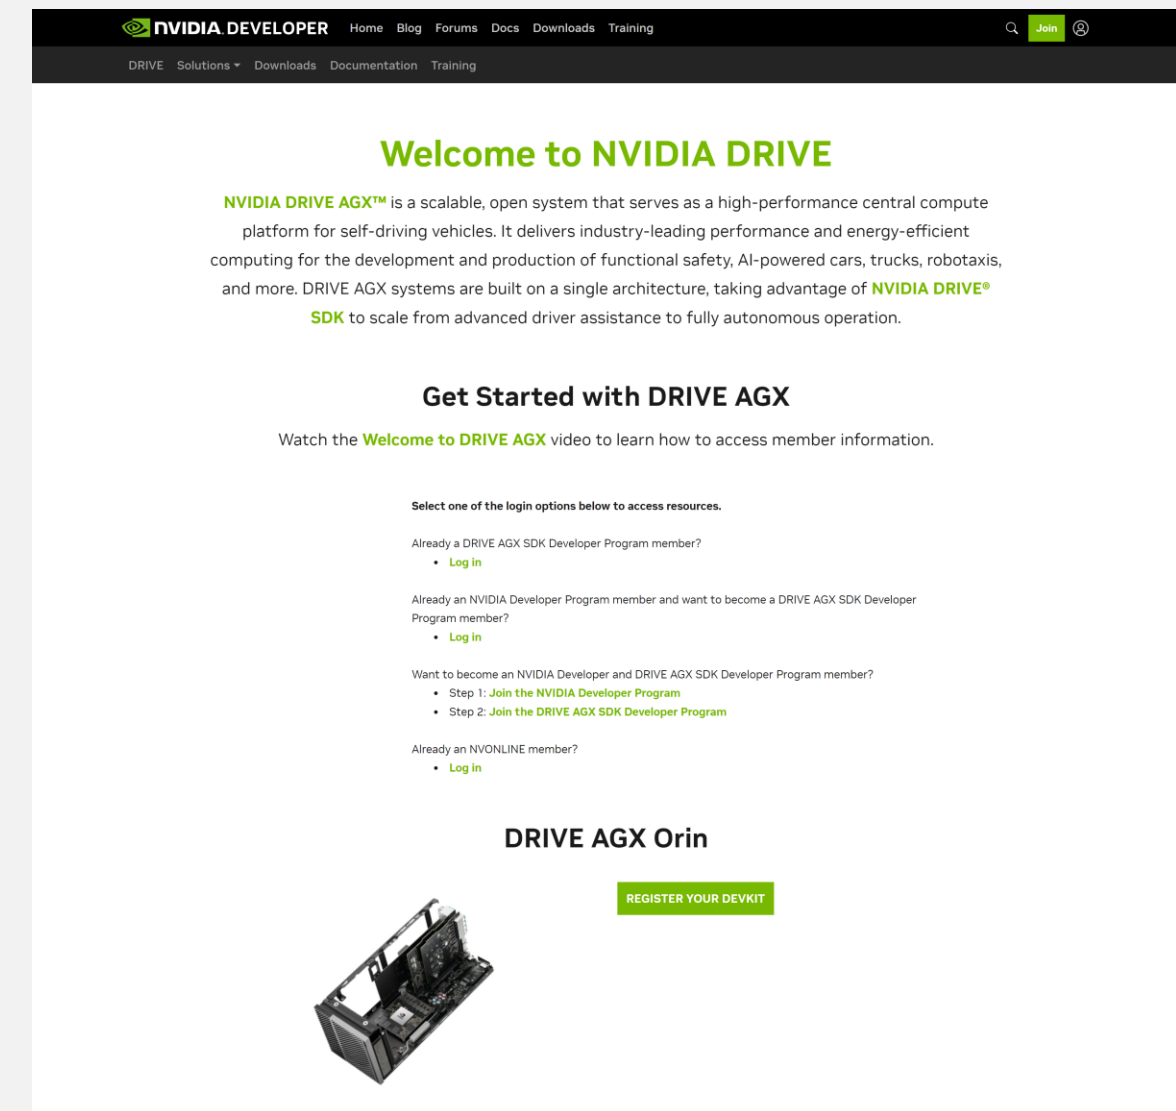 NVIDIA. DEVELOPER Home Blog Forums Docs Downloads Training Join
DRIVE Solutions Downloads Documentation Training
Welcome to NVIDIA DRIVE
NVIDIA DRIVE AGX™ is a scalable, open system that serves as a high-performance central compute
platform for self-driving vehicles. It delivers industry-leading performance and energy-efficient
computing for the development and production of functional safety, AI-powered cars, trucks, robotaxis,
and more. DRIVE AGX systems are built on a single architecture, taking advantage of NVIDIA DRIVE®
SDK to scale from advanced driver assistance to fully autonomous operation.
Get Started with DRIVE AGX
Watch the Welcome to DRIVE AGX video to learn how to access member information.
Select one of the login options below to access resources.
Already a DRIVE AGX SDK Developer Program member?
• Log in
Already an NVIDIA Developer Program member and want to become a DRIVE AGX SDK Developer
Program member?
• Log in
Want to become an NVIDIA Developer and DRIVE AGX SDK Developer Program member?
• Step 1: Join the NVIDIA Developer Program
• Step 2: Join the DRIVE AGX SDK Developer Program
Already an NVONLINE member?
• Log in
DRIVE AGX Orin
REGISTER YOUR DEVKIT